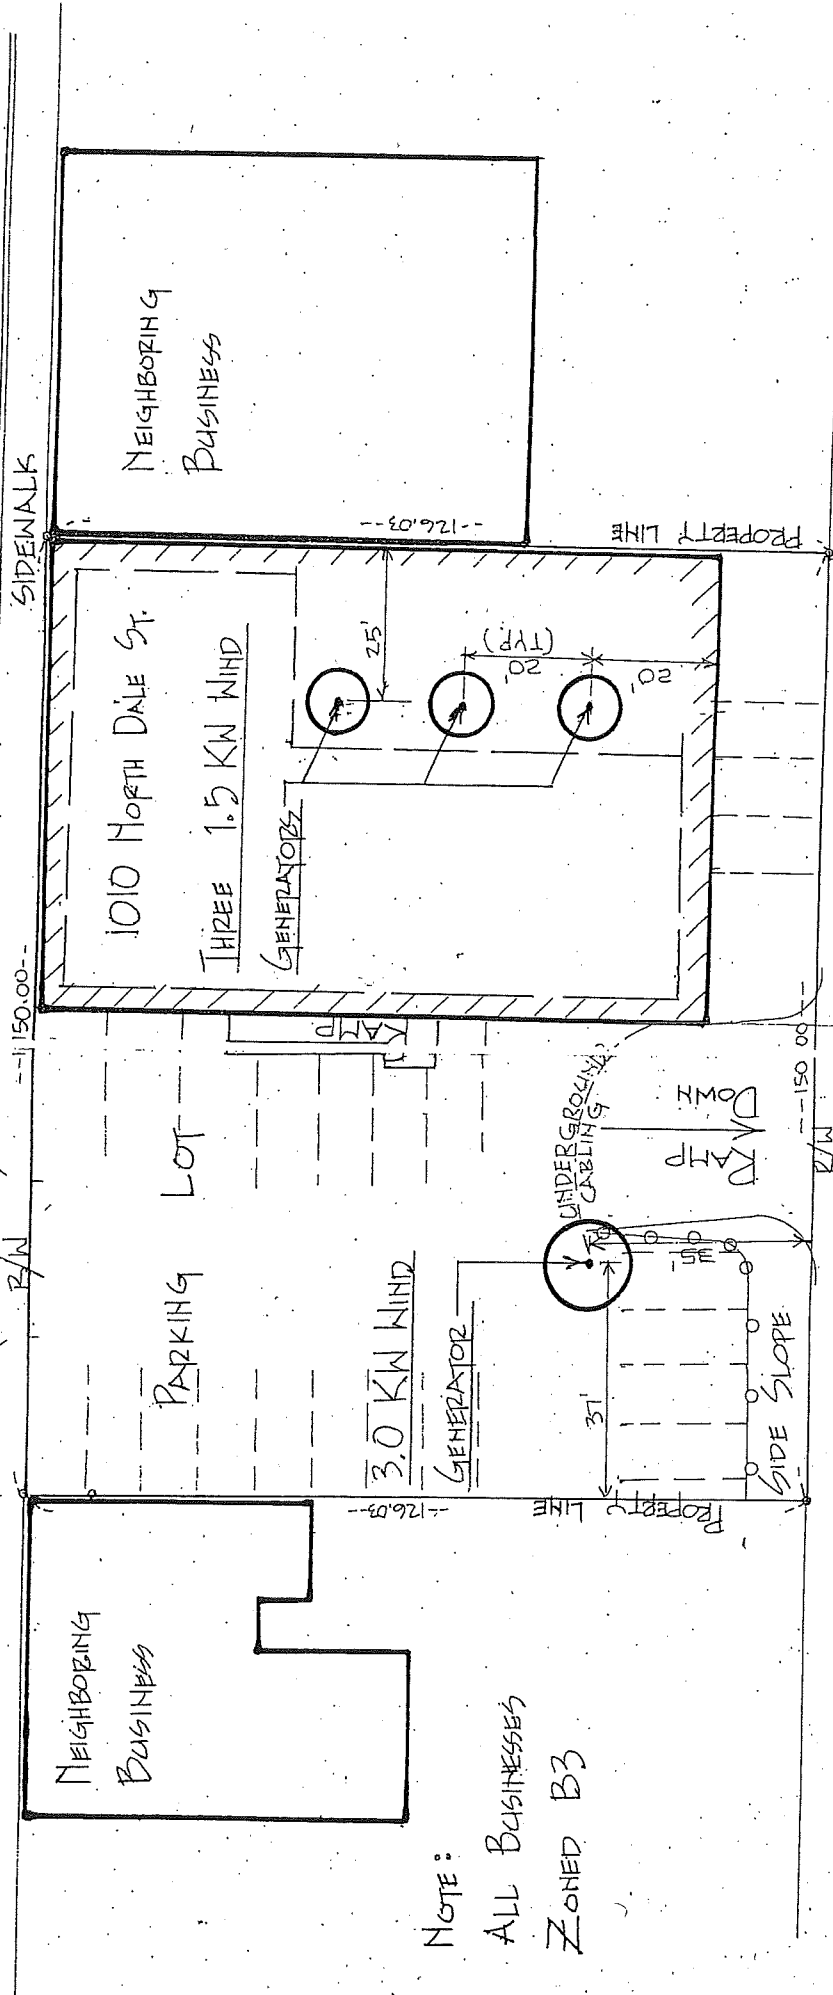 SIDEWALK
--150.00--
R/W
NEIGHBORING
BUSINESS
PARKING LOT
1010 NORTH DALE ST.
THREE 1.5 KW WIND
GENERATORS
NEIGHBORING
BUSINESS
RAMP
25'
20'
(TYP.)
20'
--126.03--
PROPERTY LINE
3.0 KW WIND
GENERATOR
--126.03--
PROPERTY LINE
37'
35'
UNDERGROUND
CABLING
RAMP
DOWN
SIDE SLOPE
--150.00--
R/W
NOTE:
ALL BUSINESSES
ZONED B3